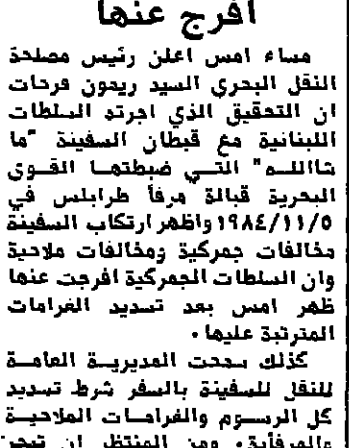 افرج عنها
مساء امس اعلن رئيس مصلحة
النقل البحري السيد ريمون فرحات
ان التحقيق الذي اجرته السلطات
اللبنانية مع قبطان السفينة "ما
شاالله" التي ضبطتها القوى
البحرية قبالة مرفأ طرابلس في
١٩٨٤/١١/٥ واظهر ارتكاب السفينة
مخالفات جمركية ومخالفات ملاحية
وان السلطات الجمركية افرجت عنها
ظهر امس بعد تسديد الغرامات
المترتبة عليها ٠
كذلك سمحت المديرية العامة
للنقل للسفينة بالسفر شرط تسديد
كل الرسوم والغرامات الملاحية
والمرفأية، ومن المنتظر ان تبحر